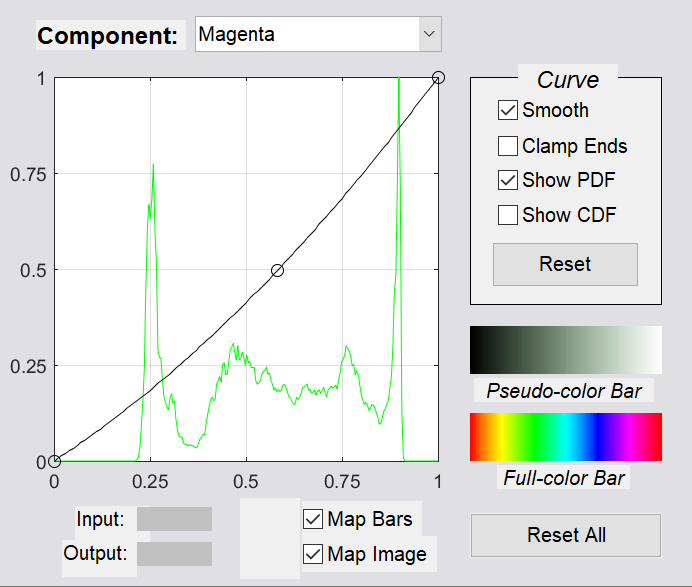 Component: Magenta
Curve
Smooth
Clamp Ends
Show PDF
Show CDF
Reset
1
0.75
0.5
0.25
0
0 0.25 0.5 0.75 1
Pseudo-color Bar
Full-color Bar
Input:
Output:
Map Bars
Map Image
Reset All